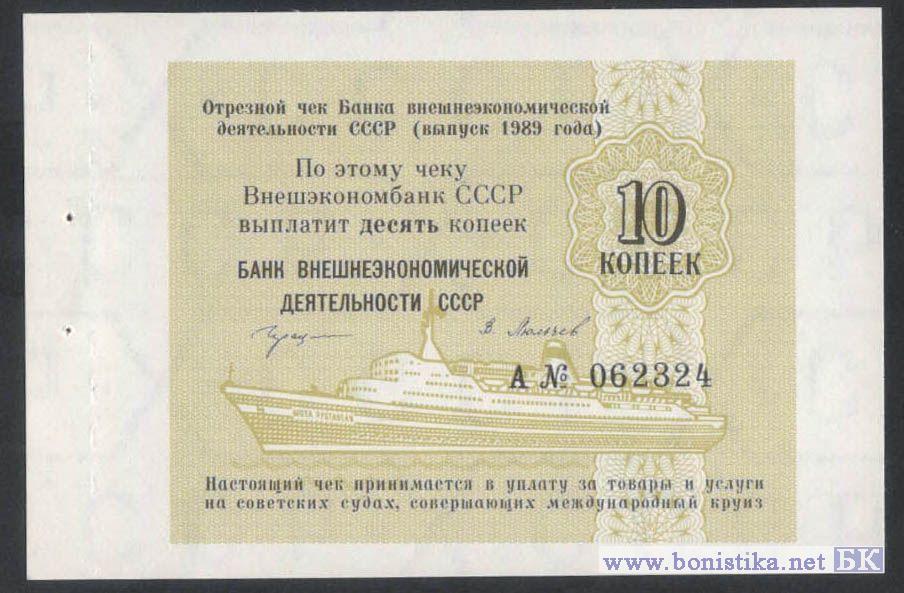 Отрезной чек Банка внешнеэкономической
деятельности СССР (выпуск 1989 года)
По этому чеку
Внешэкономбанк СССР
выплатит десять копеек
10
КОПЕЕК
БАНК ВНЕШНЕЭКОНОМИЧЕСКОЙ
ДЕЯТЕЛЬНОСТИ СССР
А № 062324
ШОТА РУСТАВЕЛИ
Настоящий чек принимается в уплату за товары и услуги
на советских судах, совершающих международный круиз
www.bonistika.net БК